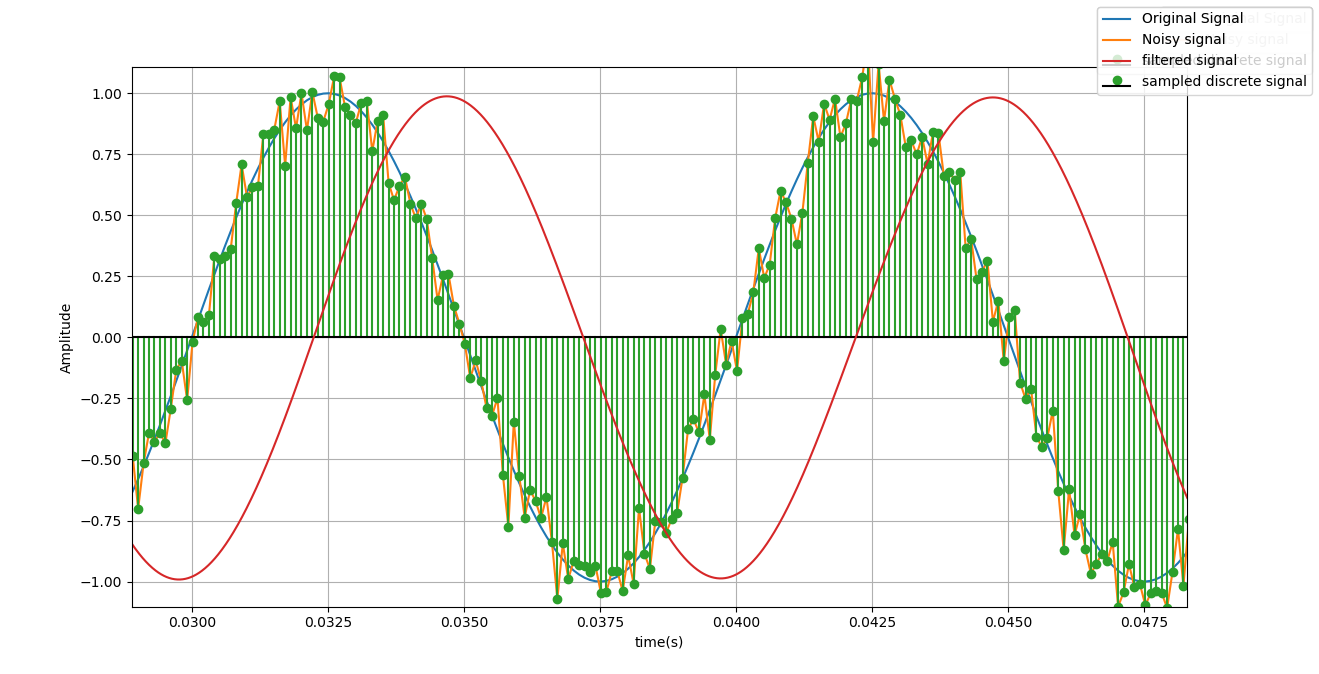 Original Signal
Noisy signal
filtered signal
sampled discrete signal
1.00
0.75
0.50
0.25
0.00
−0.25
−0.50
−0.75
−1.00
Amplitude
0.0300 0.0325 0.0350 0.0375 0.0400 0.0425 0.0450 0.0475
time(s)